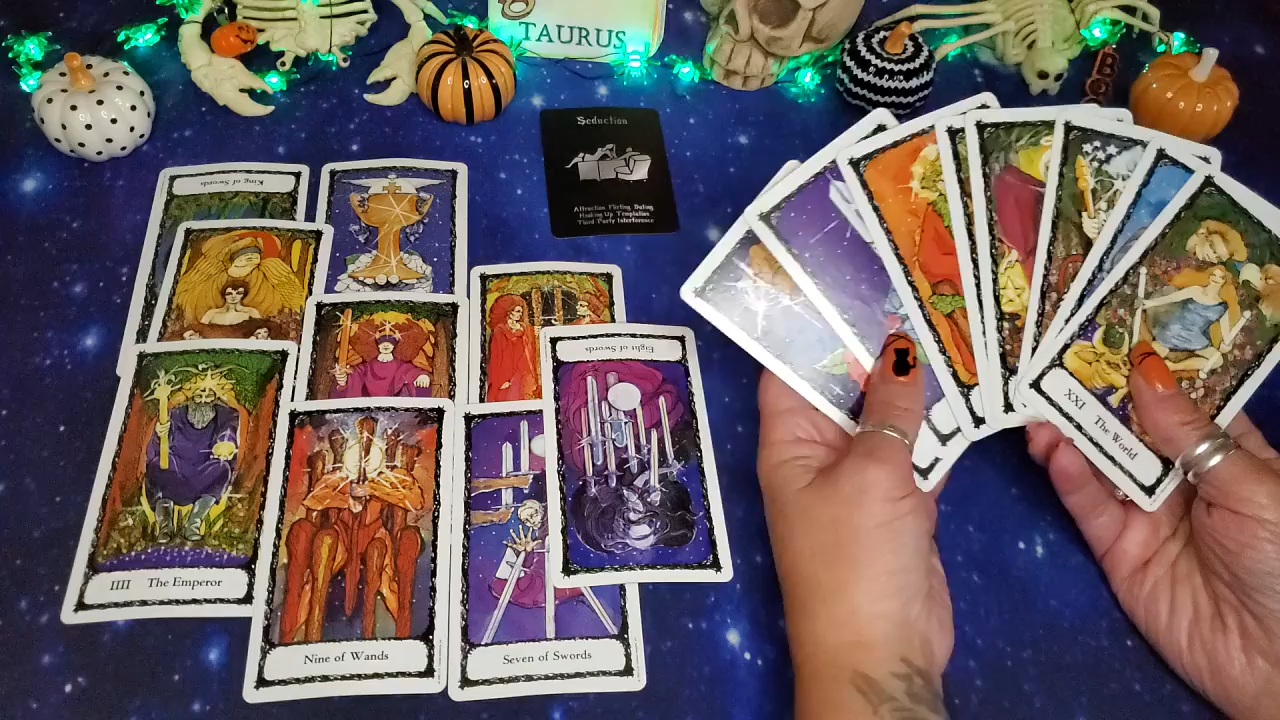 TAURUS
Seduction
Attraction Flirting Dating
Hooking Up Temptation
Third Party Interference
King of Swords
Eight of Swords
IIII The Emperor
Nine of Wands
Seven of Swords
XXI The World